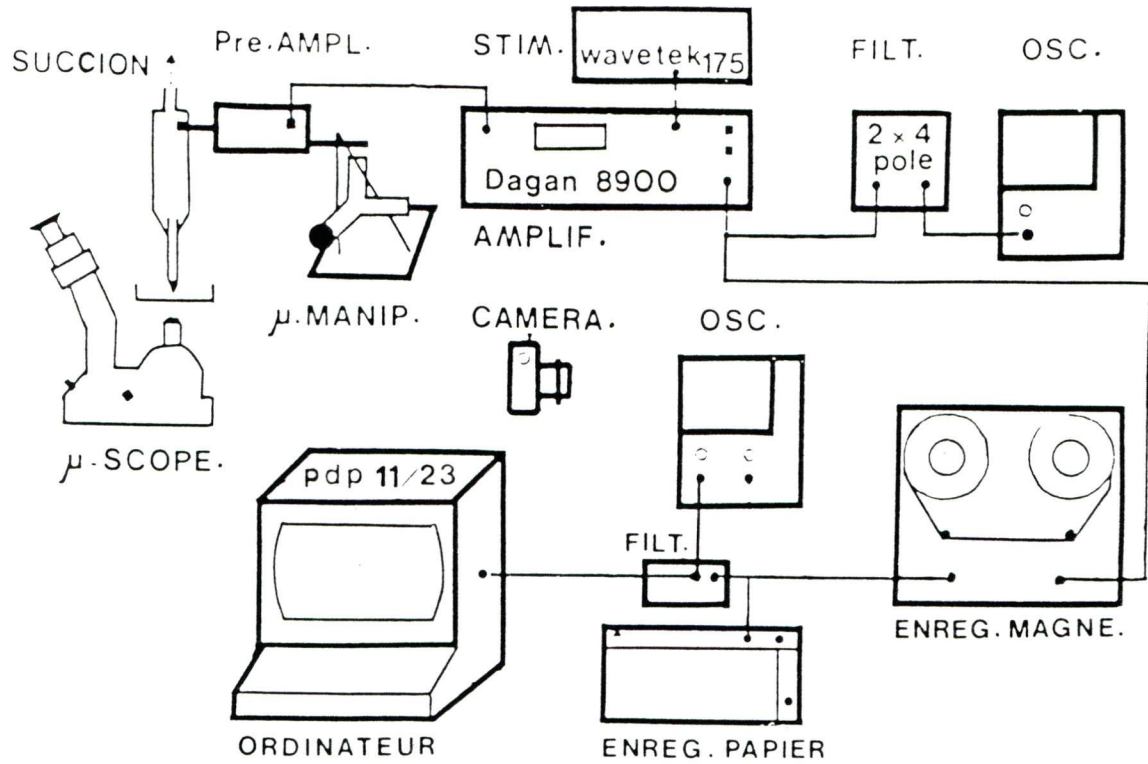 SUCCION
Pre.AMPL.
STIM.
wavetek175
FILT.
OSC.
2 x 4
pole
Dagan 8900
AMPLIF.
μ.MANIP.
CAMERA.
OSC.
μ-SCOPE.
pdp 11/23
FILT.
ENREG.MAGNE.
ORDINATEUR
ENREG.PAPIER